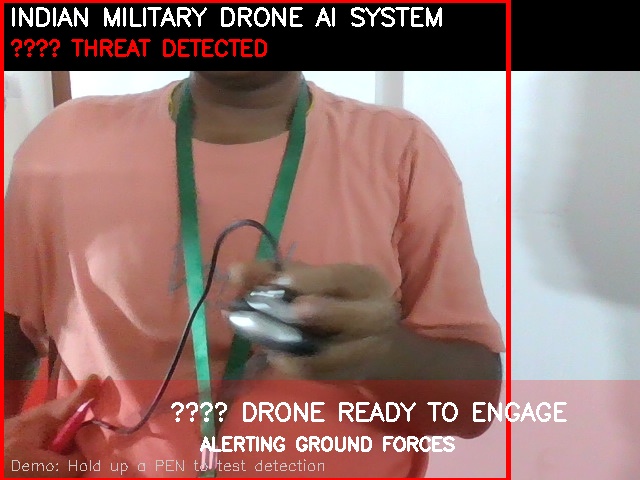 INDIAN MILITARY DRONE AI SYSTEM
???? THREAT DETECTED
???? DRONE READY TO ENGAGE
ALERTING GROUND FORCES
Demo: Hold up a PEN to test detection